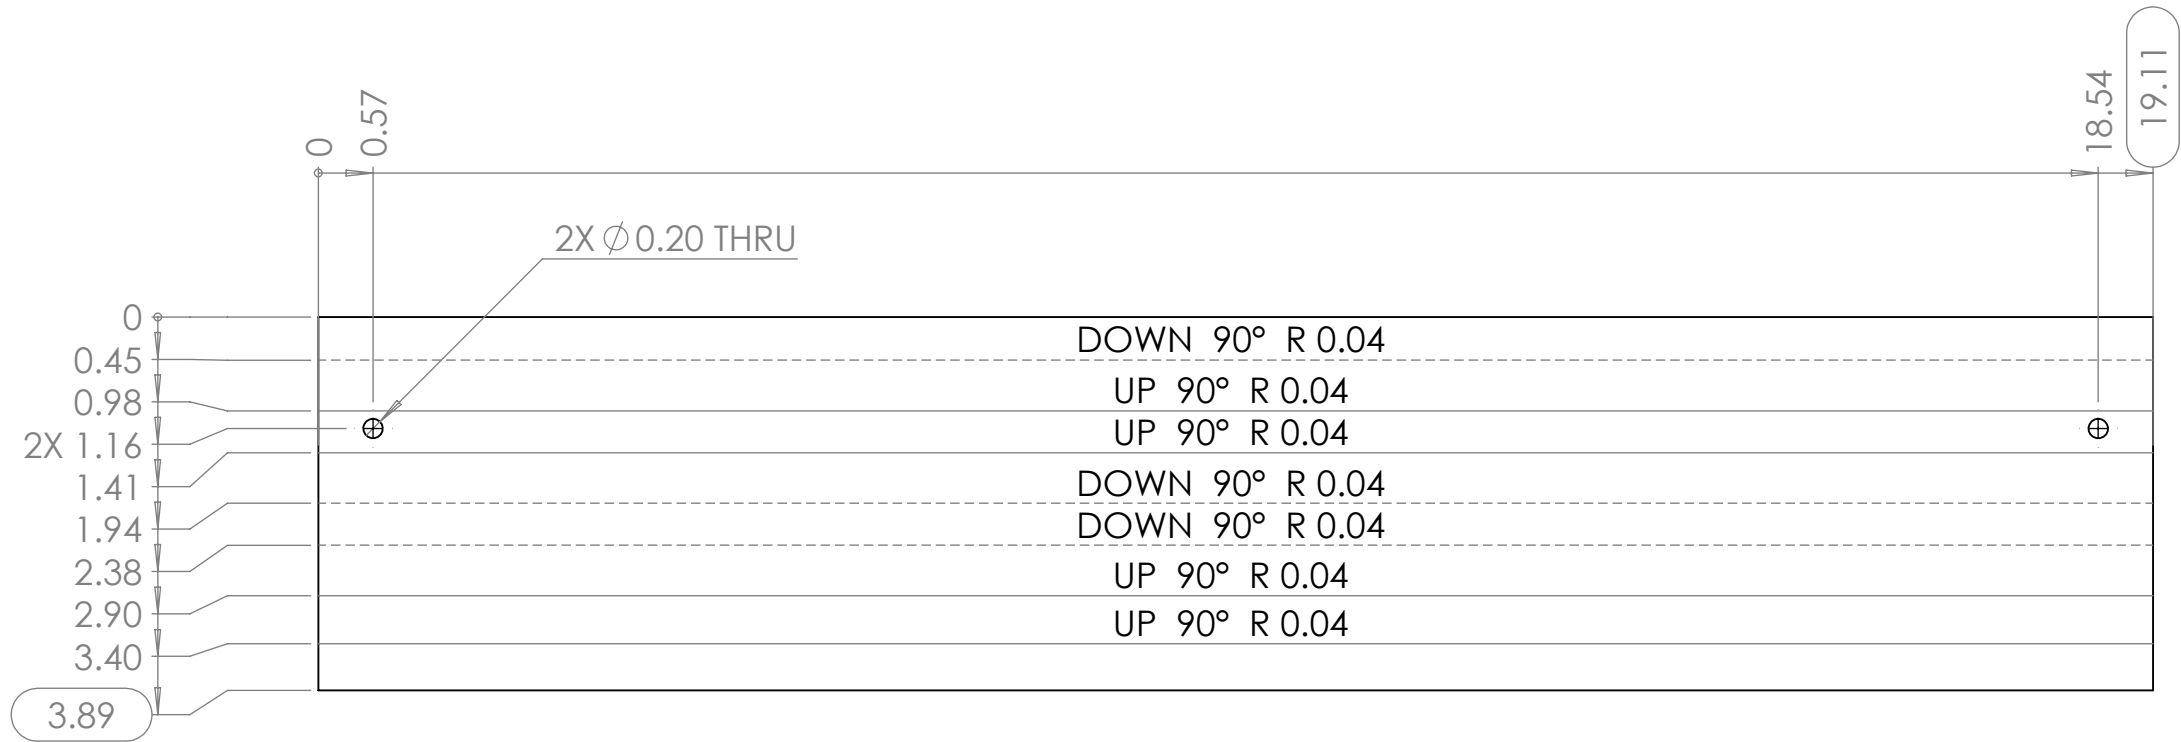 0
0.57
18.54
19.11
2X ∅ 0.20 THRU
0
0.45
0.98
2X 1.16
1.41
1.94
2.38
2.90
3.40
3.89
DOWN 90° R 0.04
UP 90° R 0.04
UP 90° R 0.04
DOWN 90° R 0.04
DOWN 90° R 0.04
UP 90° R 0.04
UP 90° R 0.04